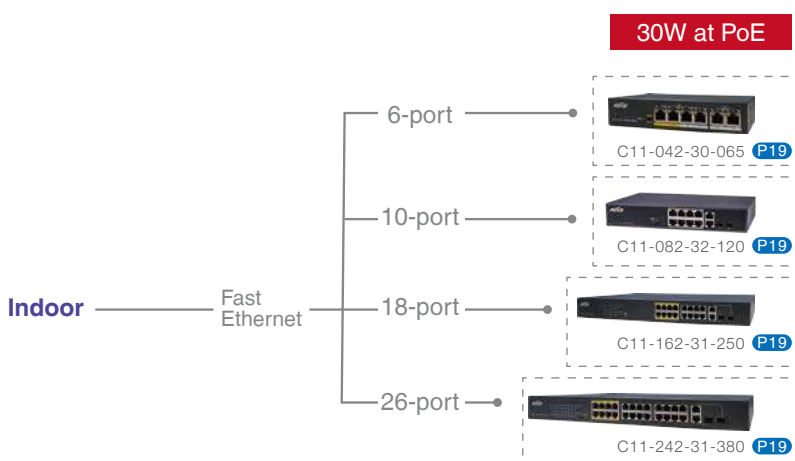 30W at PoE
6-port
C11-042-30-065 P19
10-port
C11-082-32-120 P19
Indoor
Fast
Ethernet
18-port
C11-162-31-250 P19
26-port
C11-242-31-380 P19